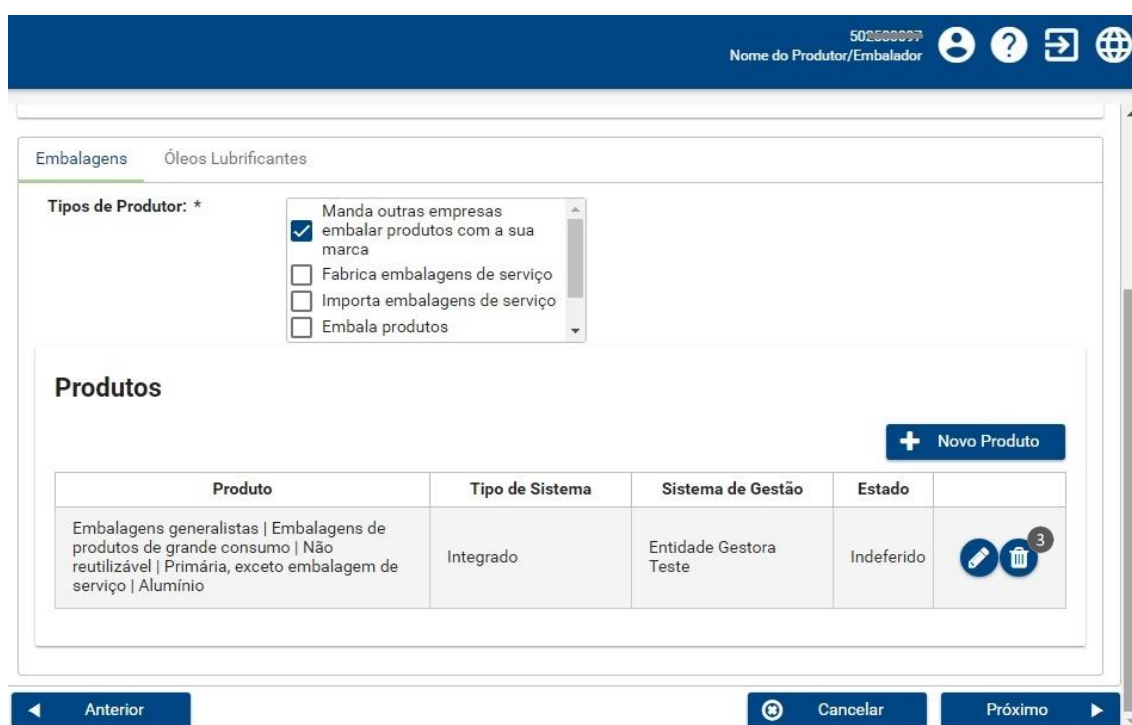 Nome do Produtor/Embalador
Embalagens Óleos Lubrificantes
Tipos de Produtor: *
Manda outras empresas
embalar produtos com a sua
marca
Fabrica embalagens de serviço
Importa embalagens de serviço
Embala produtos
Produtos
Novo Produto
Produto Tipo de Sistema Sistema de Gestão Estado
Embalagens generalistas | Embalagens de
produtos de grande consumo | Não
reutilizável | Primária, exceto embalagem de
serviço | Alumínio
Integrado
Entidade Gestora
Teste
Indeferido
3
Anterior Cancelar Próximo